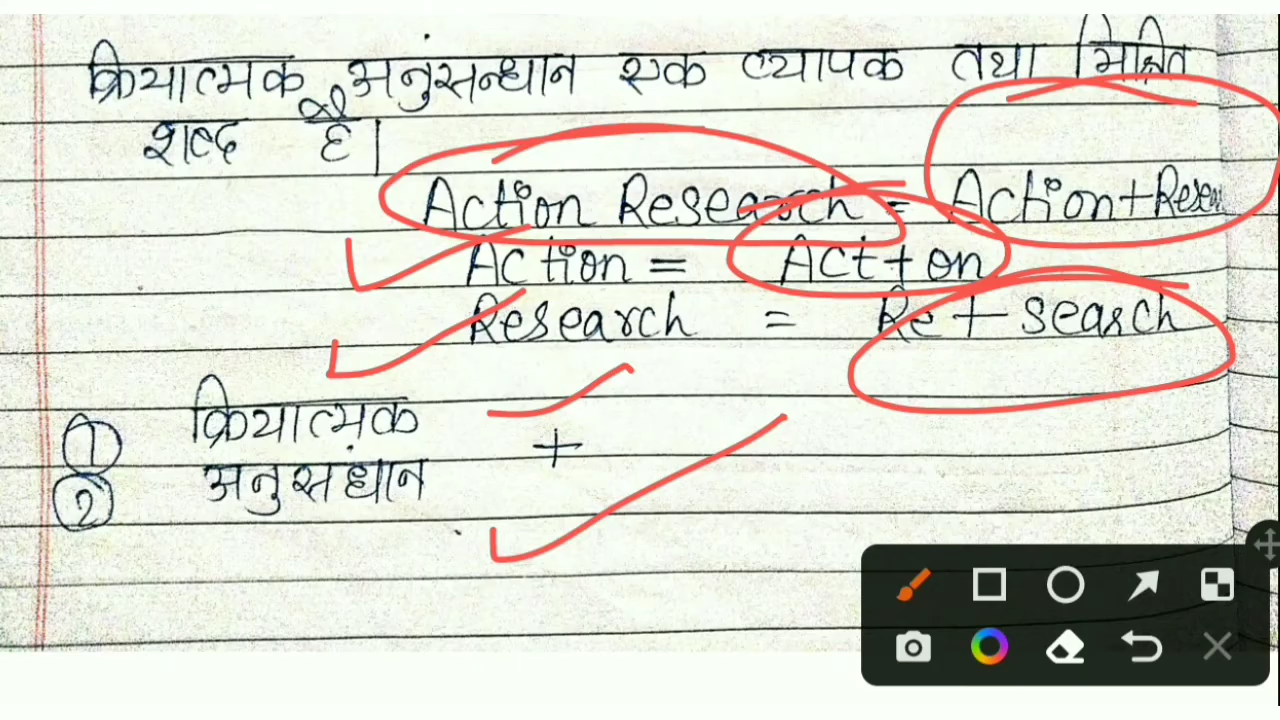 क्रियात्मक अनुसन्धान एक व्यापक तथा मिश्रित
शब्द है।
Action Research = Action+Resea
Action = Act+on
Research = Re+search
① क्रियात्मक +
② अनुसंधान